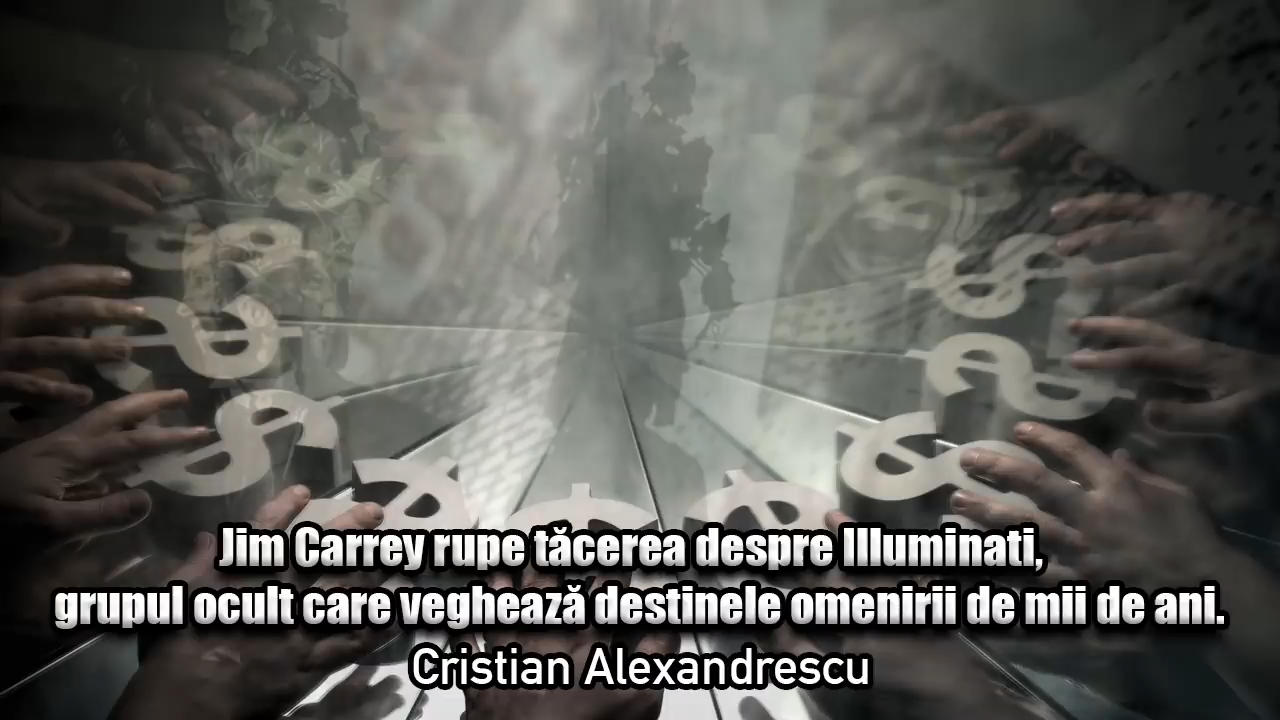 Jim Carrey rupe tăcerea despre Illuminati,
grupul ocult care veghează destinele omenirii de mii de ani.
Cristian Alexandrescu